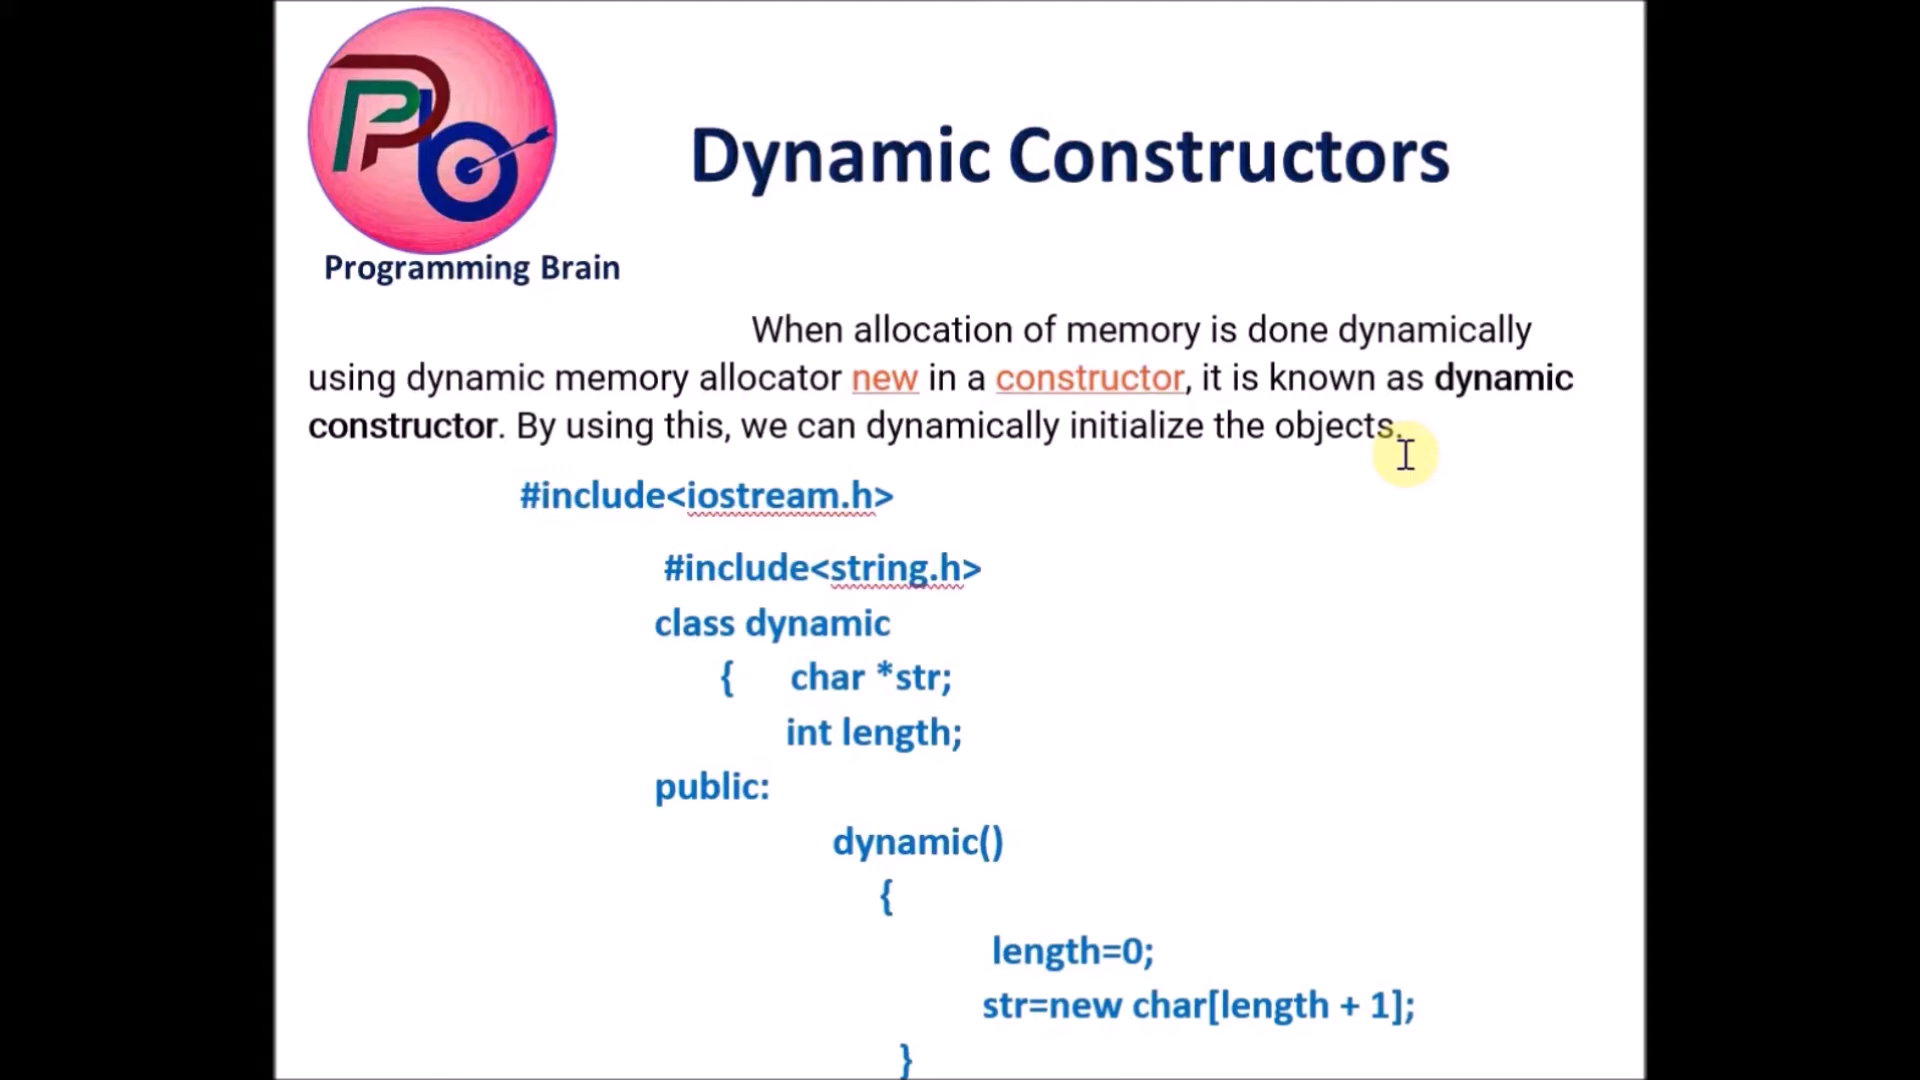 Dynamic Constructors
Programming Brain
When allocation of memory is done dynamically
using dynamic memory allocator new in a constructor, it is known as dynamic
constructor. By using this, we can dynamically initialize the objects.
#include<iostream.h>
#include<string.h>
class dynamic
{ char *str;
int length;
public:
dynamic()
{
length=0;
str=new char[length + 1];
}